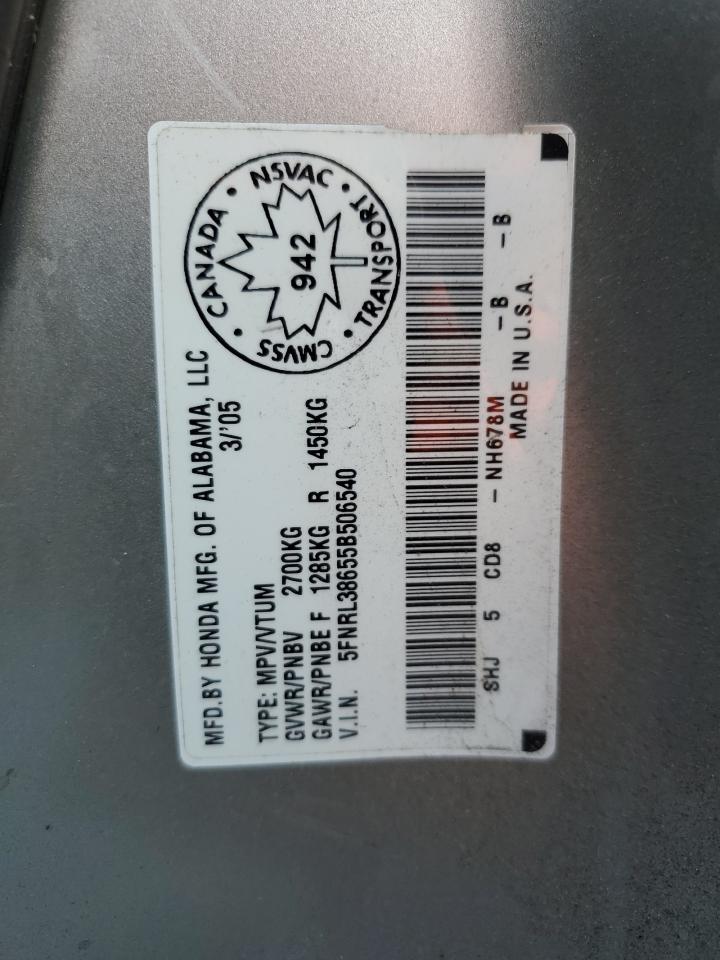 MFD.BY HONDA MFG. OF ALABAMA, LLC
3/'05
TYPE: MPV/VTUM
GVWR/PNBV 2700KG
GAWR/PNBE F 1285KG R 1450KG
V.I.N. 5FNRL38655B506540
CANADA • NSVAC • TRANSPORT • CMVSS •
942
SHJ 5 CD8 - NH678M - B - B
MADE IN U.S.A.